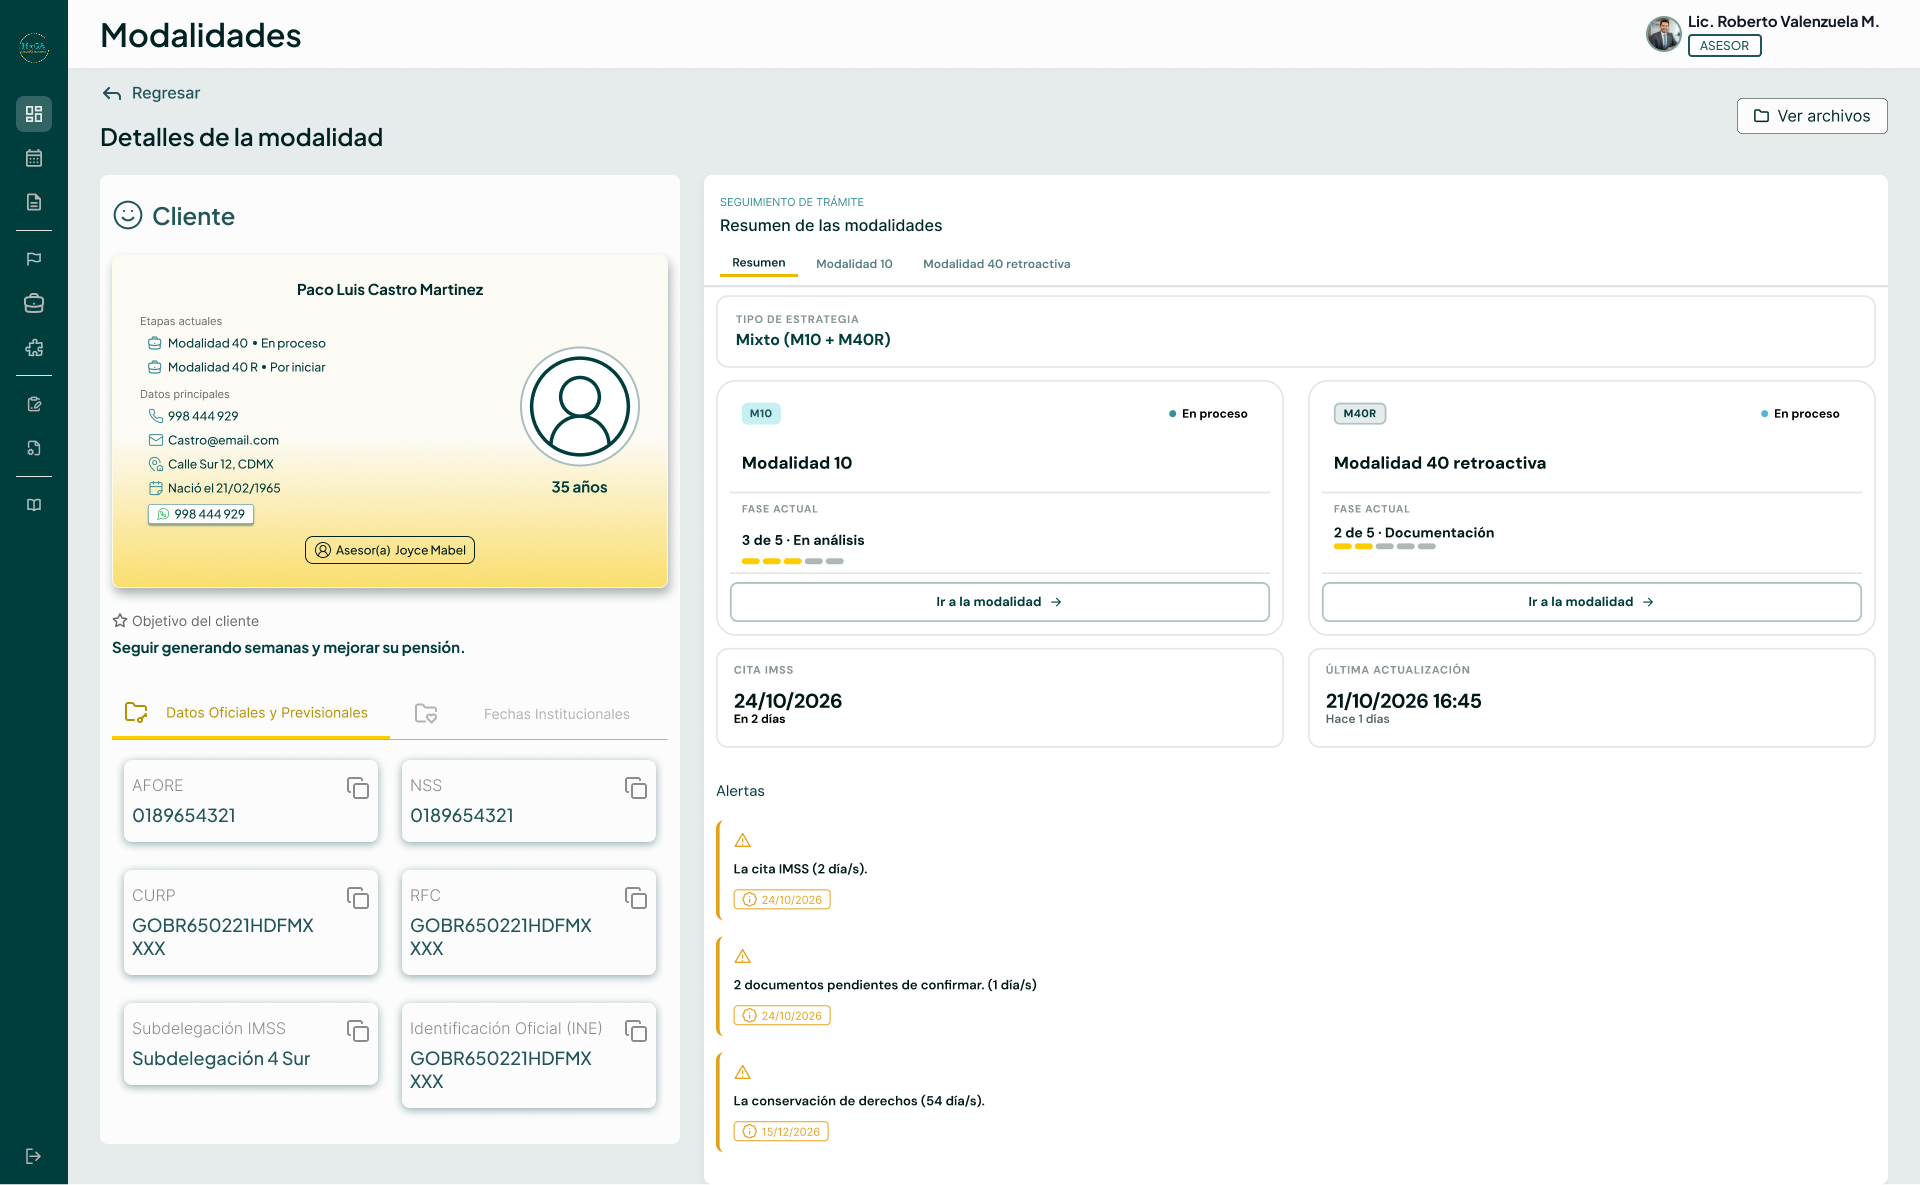 Modalidades
Lic. Roberto Valenzuela M.
ASESOR
Regresar
Detalles de la modalidad
Ver archivos
Cliente
Paco Luis Castro Martinez
Etapas actuales
Modalidad 40 • En proceso
Modalidad 40 R • Por iniciar
Datos principales
998 444 929
Castro@email.com
Calle Sur 12, CDMX
Nació el 21/02/1965
998 444 929
35 años
Asesor(a) Joyce Mabel
Objetivo del cliente
Seguir generando semanas y mejorar su pensión.
Datos Oficiales y Previsionales
Fechas Institucionales
AFORE
0189654321
NSS
0189654321
CURP
GOBR650221HDFMX
XXX
RFC
GOBR650221HDFMX
XXX
Subdelegación IMSS
Subdelegación 4 Sur
Identificación Oficial (INE)
GOBR650221HDFMX
XXX
SEGUIMIENTO DE TRÁMITE
Resumen de las modalidades
Resumen
Modalidad 10
Modalidad 40 retroactiva
TIPO DE ESTRATEGIA
Mixto (M10 + M40R)
M10
En proceso
Modalidad 10
FASE ACTUAL
3 de 5 · En análisis
Ir a la modalidad →
M40R
En proceso
Modalidad 40 retroactiva
FASE ACTUAL
2 de 5 · Documentación
Ir a la modalidad →
CITA IMSS
24/10/2026
En 2 días
ÚLTIMA ACTUALIZACIÓN
21/10/2026 16:45
Hace 1 días
Alertas
La cita IMSS (2 día/s).
24/10/2026
2 documentos pendientes de confirmar. (1 día/s)
24/10/2026
La conservación de derechos (54 día/s).
15/12/2026